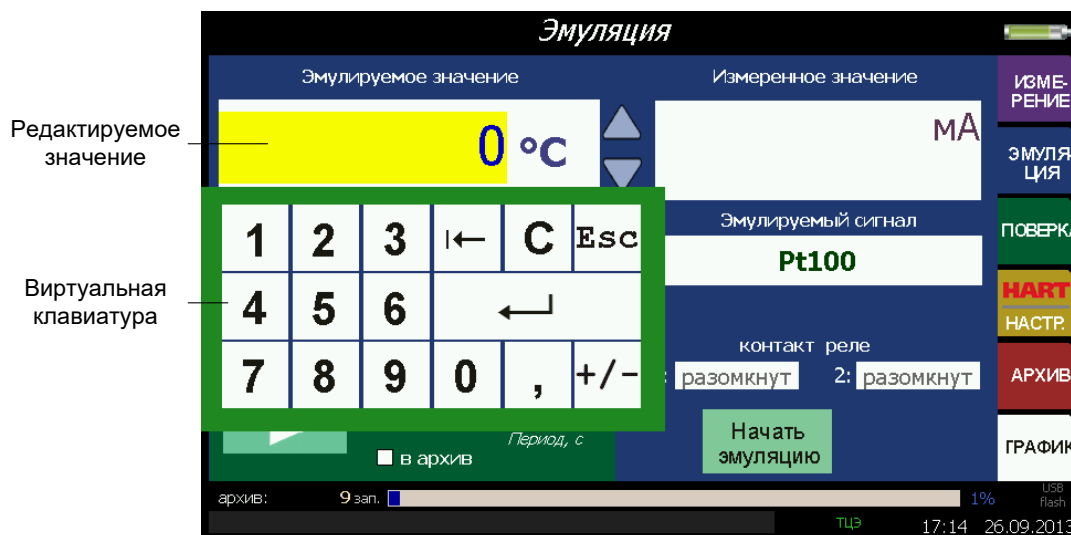 Эмуляция
Эмулируемое значение
Измеренное значение
ИЗМЕ-
РЕНИЕ
Редактируемое
значение
0 °C
мА
ЭМУЛЯ-
ЦИЯ
Эмулируемый сигнал
Pt100
ПОВЕРКА
1 2 3 |← C Esc
Виртуальная
клавиатура
4 5 6 ↵
HART
НАСТР.
контакт реле
7 8 9 0 , +/-
: разомкнут 2: разомкнут
АРХИВ
Начать
эмуляцию
Период, с
в архив
ГРАФИК
архив: 9 зап. 1% USB
flash
ТЦЭ 17:14 26.09.2013